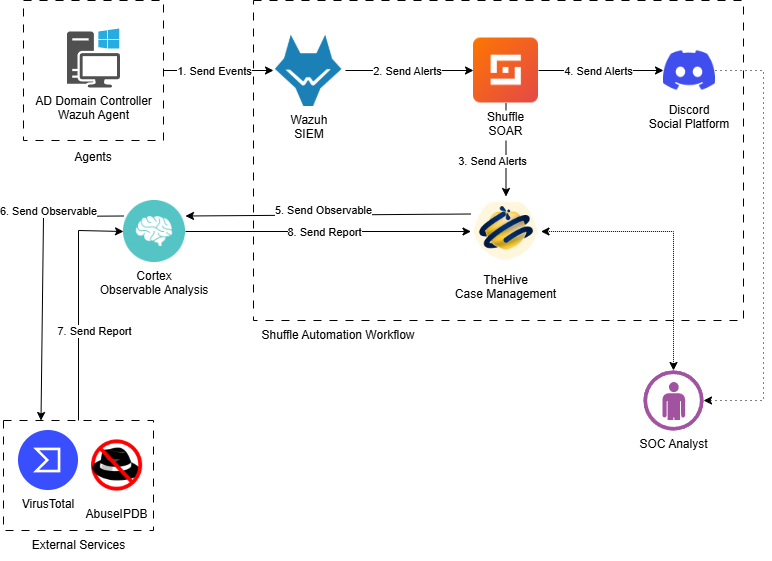 AD Domain Controller
Wazuh Agent
Agents
1. Send Events
Wazuh
SIEM
2. Send Alerts
Shuffle
SOAR
4. Send Alerts
Discord
Social Platform
3. Send Alerts
6. Send Observable
5. Send Observable
8. Send Report
Cortex
Observable Analysis
TheHive
Case Management
7. Send Report
Shuffle Automation Workflow
SOC Analyst
VirusTotal
AbuseIPDB
External Services